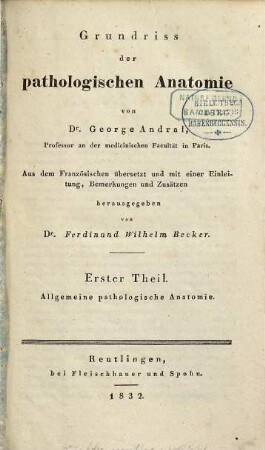 Grundriss
der
pathologischen Anatomie
von
Dr. George Andral,
Professor an der medizinischen Facultät in Paris.
Aus dem Französischen übersetzt und mit einer Einlei-
tung, Bemerkungen und Zusätzen
herausgegeben
von
Dr. Ferdinand Wilhelm Becker.
Erster Theil.
Allgemeine pathologische Anatomie.
Reutlingen,
bei Fleischhauer und Spohn.
1832.